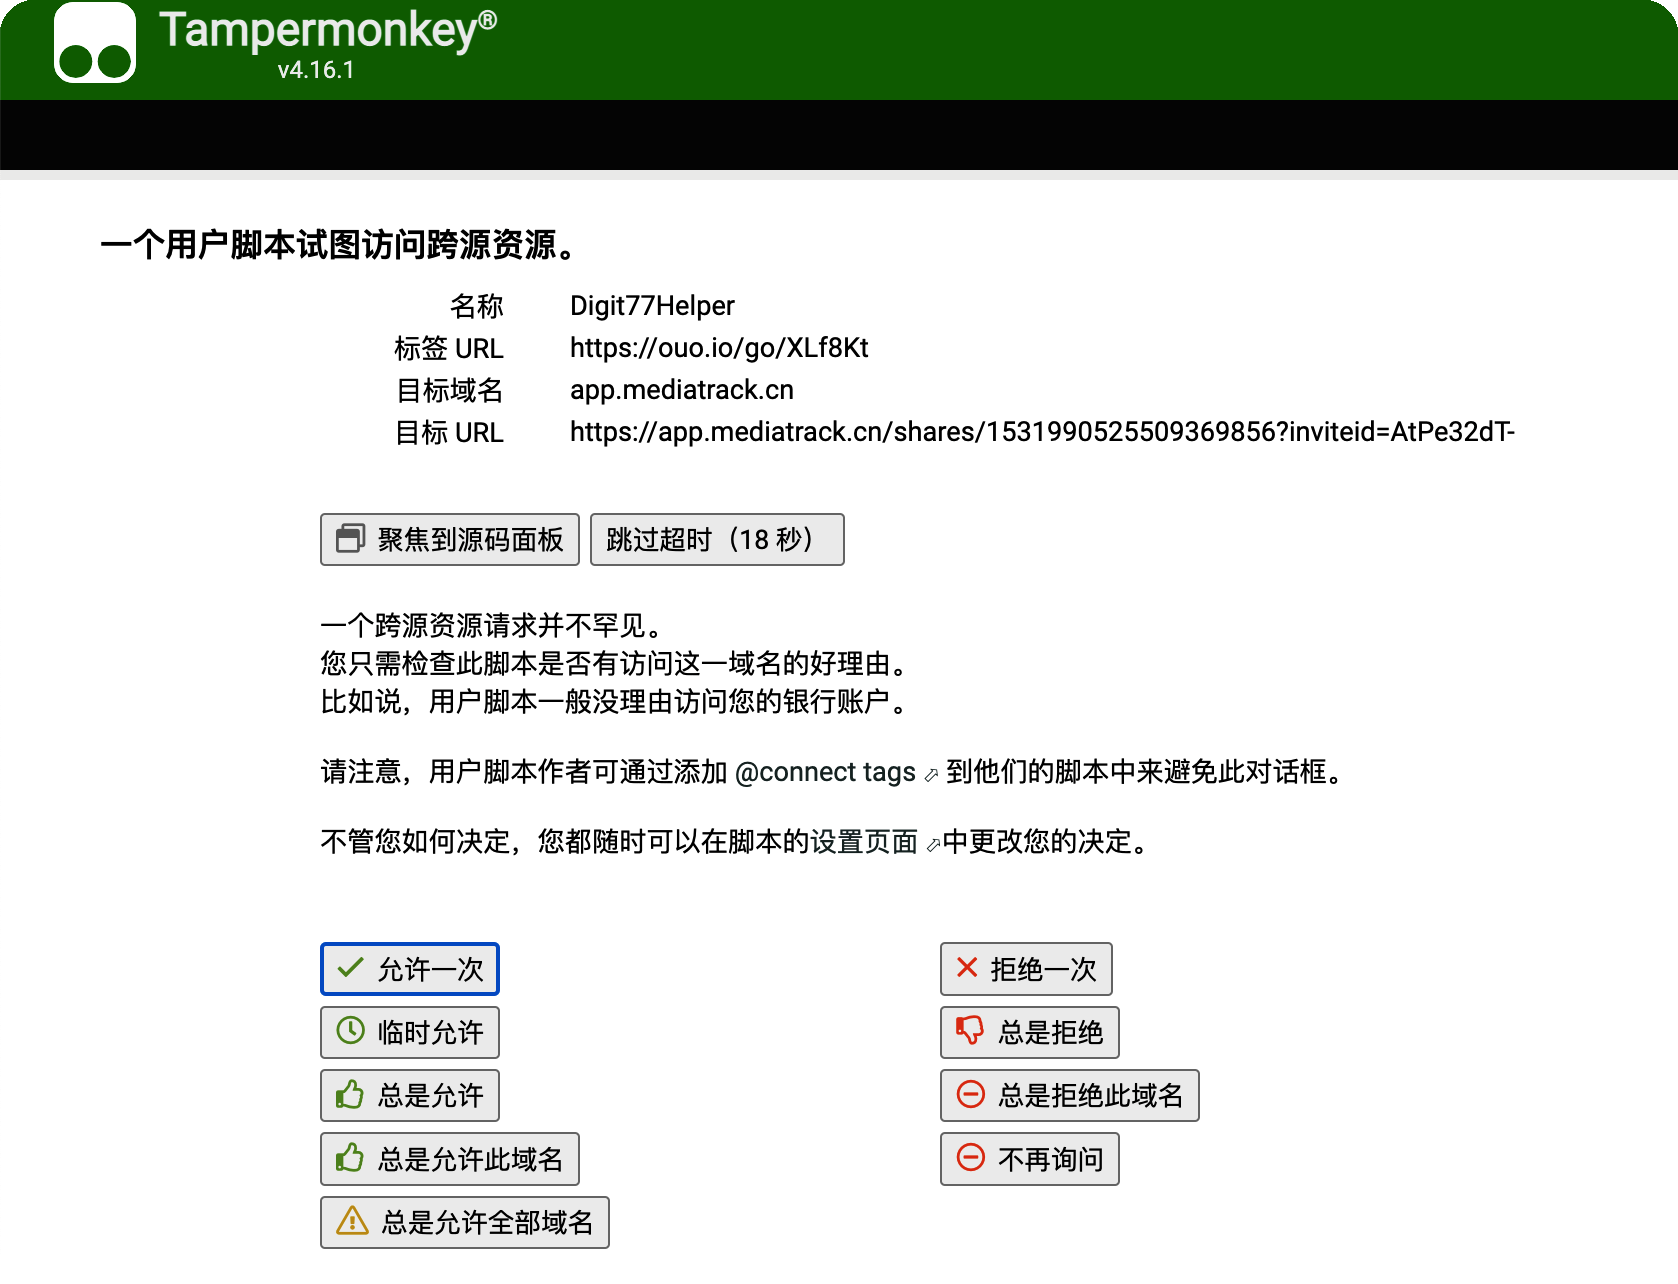 Tampermonkey®
v4.16.1
一个用户脚本试图访问跨源资源。
名称 Digit77Helper
标签 URL https://ouo.io/go/XLf8Kt
目标域名 app.mediatrack.cn
目标 URL https://app.mediatrack.cn/shares/1531990525509369856?inviteid=AtPe32dT-
聚焦到源码面板 跳过超时（18 秒）
一个跨源资源请求并不罕见。
您只需检查此脚本是否有访问这一域名的好理由。
比如说，用户脚本一般没理由访问您的银行账户。
请注意，用户脚本作者可通过添加 @connect tags 到他们的脚本中来避免此对话框。
不管您如何决定，您都随时可以在脚本的设置页面中更改您的决定。
允许一次 拒绝一次
临时允许 总是拒绝
总是允许 总是拒绝此域名
总是允许此域名 不再询问
总是允许全部域名